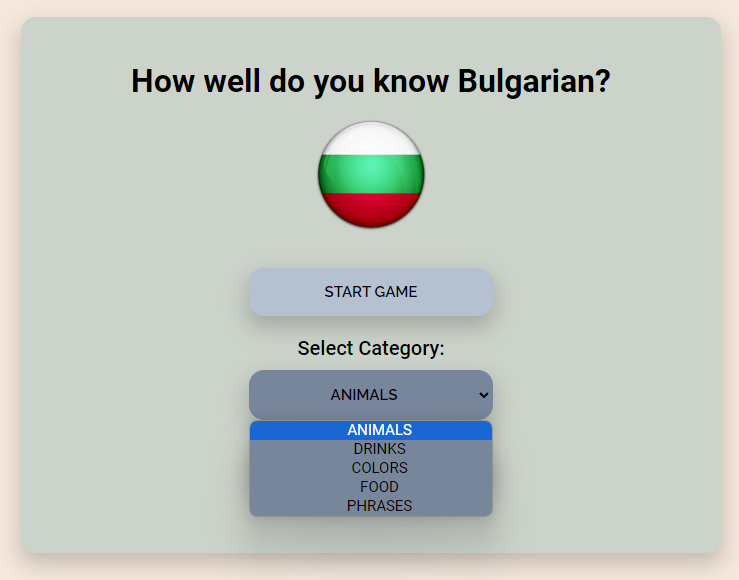 How well do you know Bulgarian?
START GAME
Select Category:
ANIMALS
ANIMALS
DRINKS
COLORS
FOOD
PHRASES